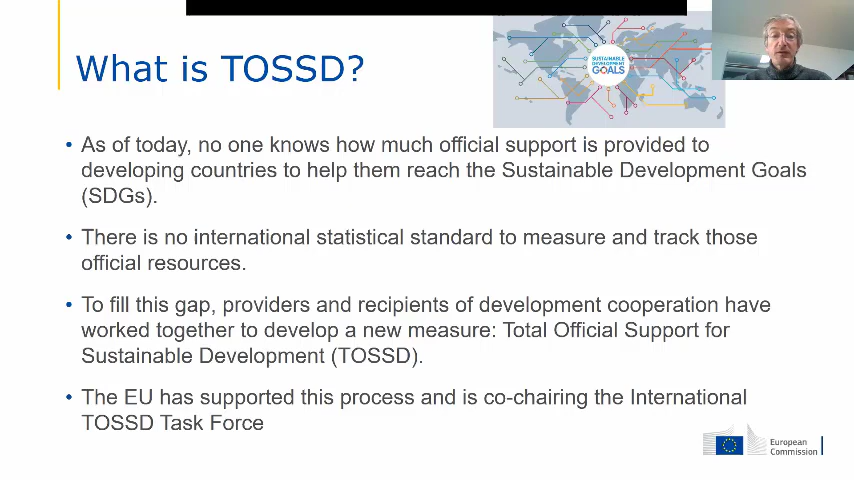 What is TOSSD?
SUSTAINABLE
DEVELOPMENT
GOALS
• As of today, no one knows how much official support is provided to
developing countries to help them reach the Sustainable Development Goals
(SDGs).
• There is no international statistical standard to measure and track those
official resources.
• To fill this gap, providers and recipients of development cooperation have
worked together to develop a new measure: Total Official Support for
Sustainable Development (TOSSD).
• The EU has supported this process and is co-chairing the International
TOSSD Task Force
European
Commission